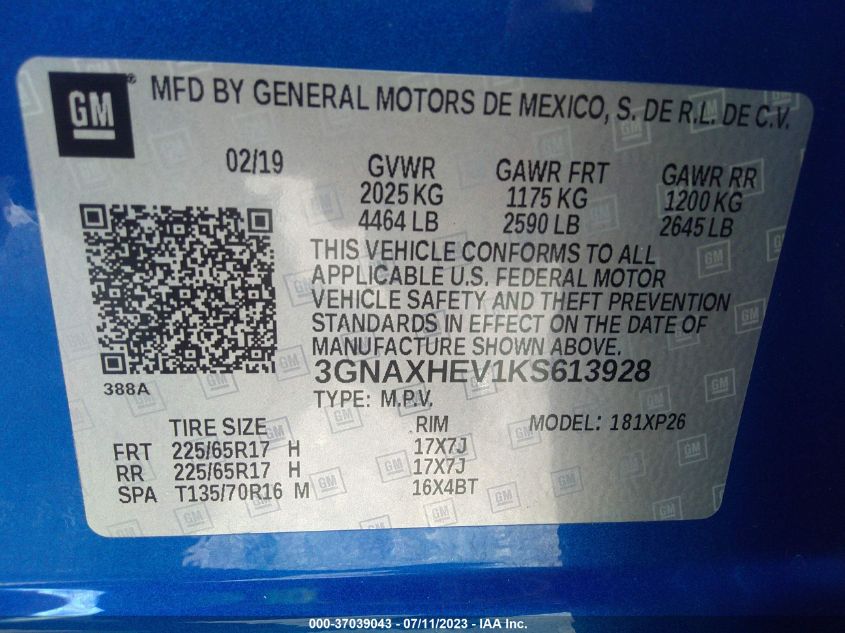 GM® MFD BY GENERAL MOTORS DE MEXICO, S. DE R.L. DE C.V.
02/19 GVWR GAWR FRT GAWR RR
2025 KG 1175 KG 1200 KG
4464 LB 2590 LB 2645 LB
THIS VEHICLE CONFORMS TO ALL
APPLICABLE U.S. FEDERAL MOTOR
VEHICLE SAFETY AND THEFT PREVENTION
STANDARDS IN EFFECT ON THE DATE OF
MANUFACTURE SHOWN ABOVE.
388A 3GNAXHEV1KS613928
TYPE: M.P.V.
TIRE SIZE RIM MODEL: 181XP26
FRT 225/65R17 H 17X7J
RR 225/65R17 H 17X7J
SPA T135/70R16 M 16X4BT
000-37039043 - 07/11/2023 - IAA Inc.